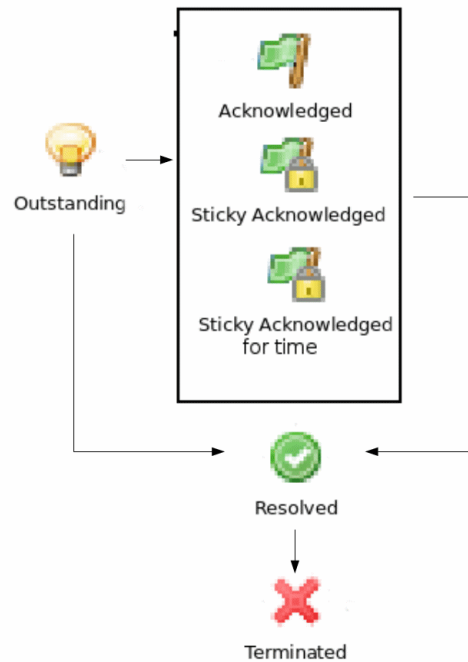 Acknowledged
Outstanding
Sticky Acknowledged
Sticky Acknowledged
for time
Resolved
Terminated